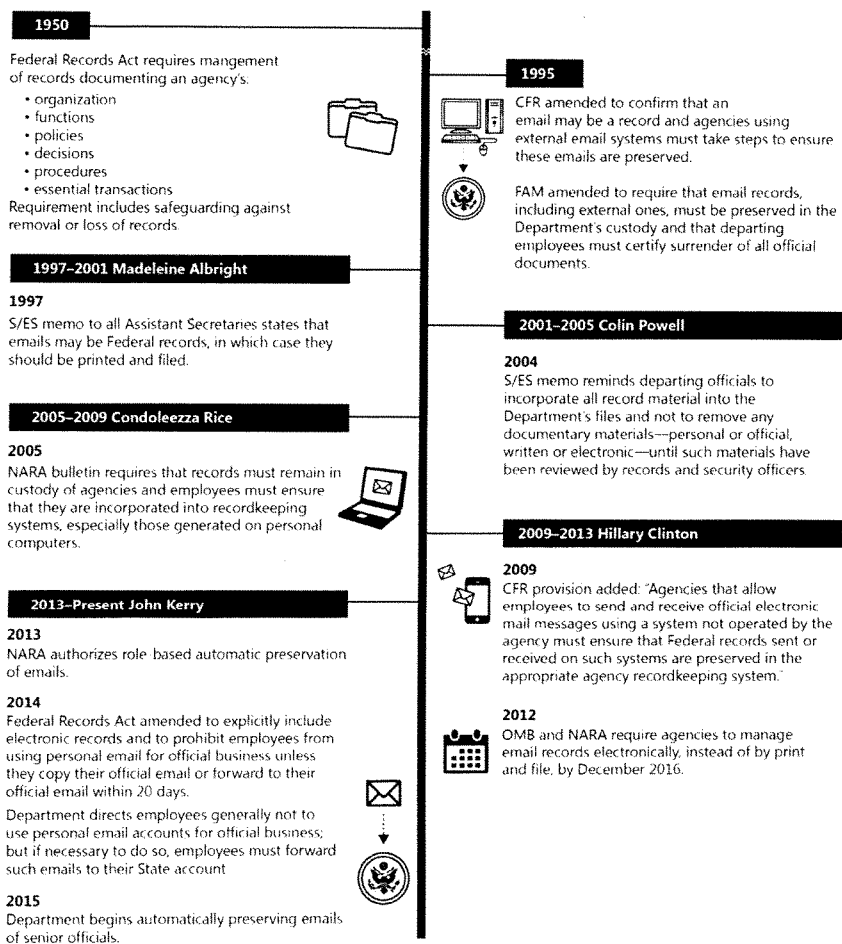 1950
Federal Records Act requires mangement
of records documenting an agency's:
• organization
• functions
• policies
• decisions
• procedures
• essential transactions
Requirement includes safeguarding against
removal or loss of records.
1995
CFR amended to confirm that an
email may be a record and agencies using
external email systems must take steps to ensure
these emails are preserved.
FAM amended to require that email records,
including external ones, must be preserved in the
Department's custody and that departing
employees must certify surrender of all official
documents.
1997–2001 Madeleine Albright
1997
S/ES memo to all Assistant Secretaries states that
emails may be Federal records, in which case they
should be printed and filed.
2001–2005 Colin Powell
2004
S/ES memo reminds departing officials to
incorporate all record material into the
Department's files and not to remove any
documentary materials—personal or official,
written or electronic—until such materials have
been reviewed by records and security officers.
2005–2009 Condoleezza Rice
2005
NARA bulletin requires that records must remain in
custody of agencies and employees must ensure
that they are incorporated into recordkeeping
systems, especially those generated on personal
computers.
2009–2013 Hillary Clinton
2009
CFR provision added: "Agencies that allow
employees to send and receive official electronic
mail messages using a system not operated by the
agency must ensure that Federal records sent or
received on such systems are preserved in the
appropriate agency recordkeeping system."
2012
OMB and NARA require agencies to manage
email records electronically, instead of by print
and file, by December 2016.
2013–Present John Kerry
2013
NARA authorizes role-based automatic preservation
of emails.
2014
Federal Records Act amended to explicitly include
electronic records and to prohibit employees from
using personal email for official business unless
they copy their official email or forward to their
official email within 20 days.
Department directs employees generally not to
use personal email accounts for official business;
but if necessary to do so, employees must forward
such emails to their State account
2015
Department begins automatically preserving emails
of senior officials.